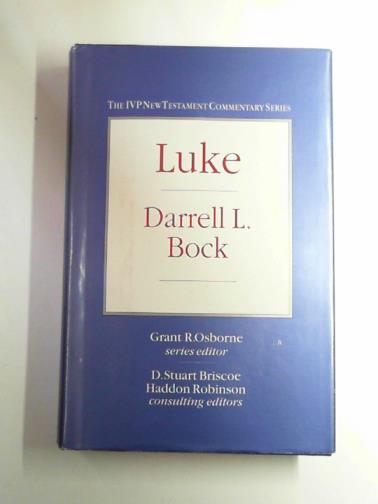 THE IVP NEW TESTAMENT COMMENTARY SERIES
Luke
Darrell L.
Bock
Grant R. Osborne
series editor
D. Stuart Briscoe
Haddon Robinson
consulting editors